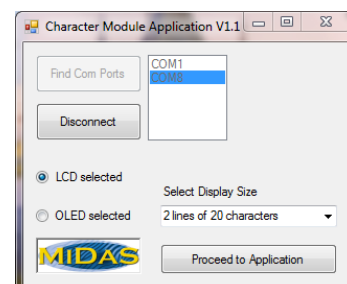 Character Module Application V1.1
Find Com Ports
COM1
COM8
Disconnect
LCD selected
Select Display Size
OLED selected
2 lines of 20 characters
MIDAS
Proceed to Application